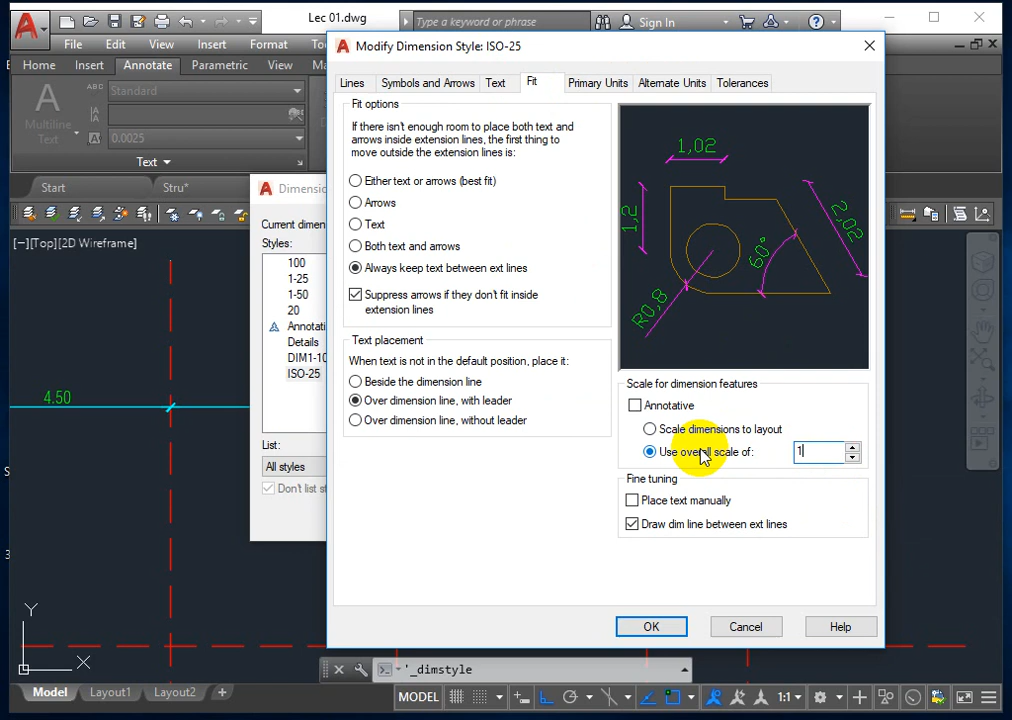 Lec 01.dwg
Type a keyword or phrase
Sign In
File Edit View Insert Format
Home Insert Annotate Parametric View
Modify Dimension Style: ISO-25
Lines Symbols and Arrows Text Fit Primary Units Alternate Units Tolerances
A
Multiline
Text
ABC
Standard
0.0025
Text
Start
Stru*
[−][Top][2D Wireframe]
4.50
Current dimen
Styles:
100
1-25
1-50
20
Annotati
Details
DIM1-10
ISO-25
List:
All styles
Don't list st
Fit options
If there isn't enough room to place both text and
arrows inside extension lines, the first thing to
move outside the extension lines is:
Either text or arrows (best fit)
Arrows
Text
Both text and arrows
Always keep text between ext lines
Suppress arrows if they don't fit inside
extension lines
Text placement
When text is not in the default position, place it:
Beside the dimension line
Over dimension line, with leader
Over dimension line, without leader
1,02
1,2
2,02
60°
R0,8
Scale for dimension features
Annotative
Scale dimensions to layout
Use overall scale of:
1
Fine tuning
Place text manually
Draw dim line between ext lines
OK Cancel Help
Y
X
'_dimstyle
Model Layout1 Layout2 +
MODEL
1:1